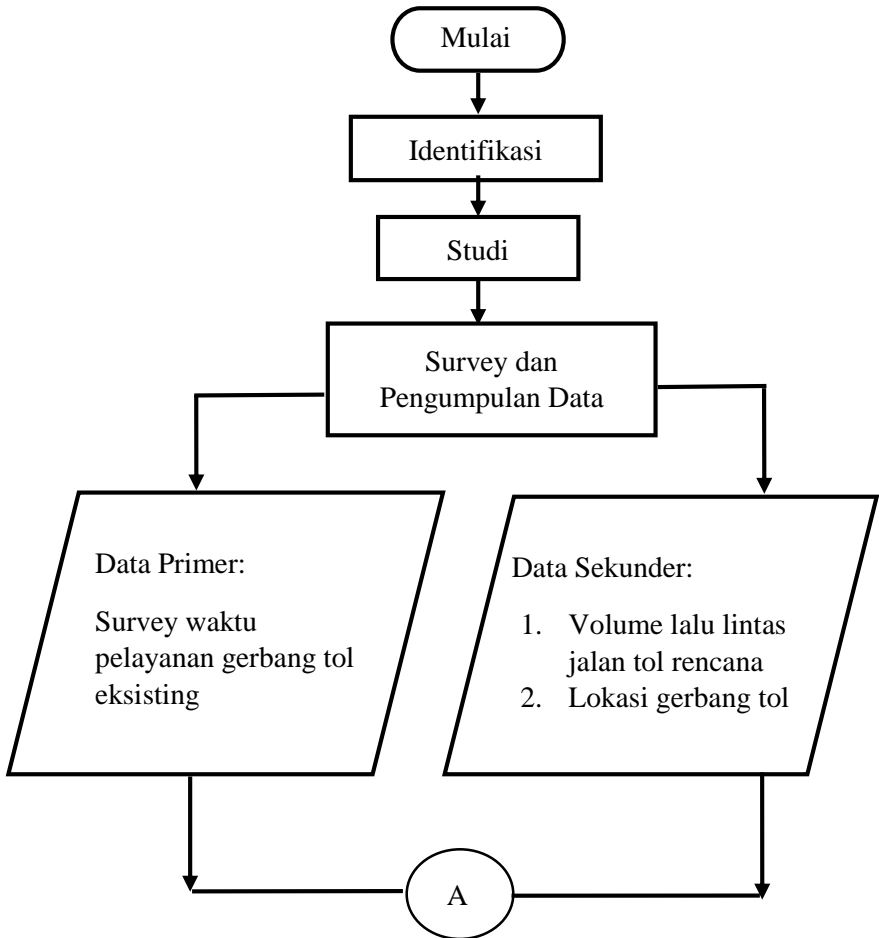 Mulai
Identifikasi
Studi
Survey dan
Pengumpulan Data
Data Primer:
Survey waktu
pelayanan gerbang tol
eksisting
Data Sekunder:
1. Volume lalu lintas
jalan tol rencana
2. Lokasi gerbang tol
A